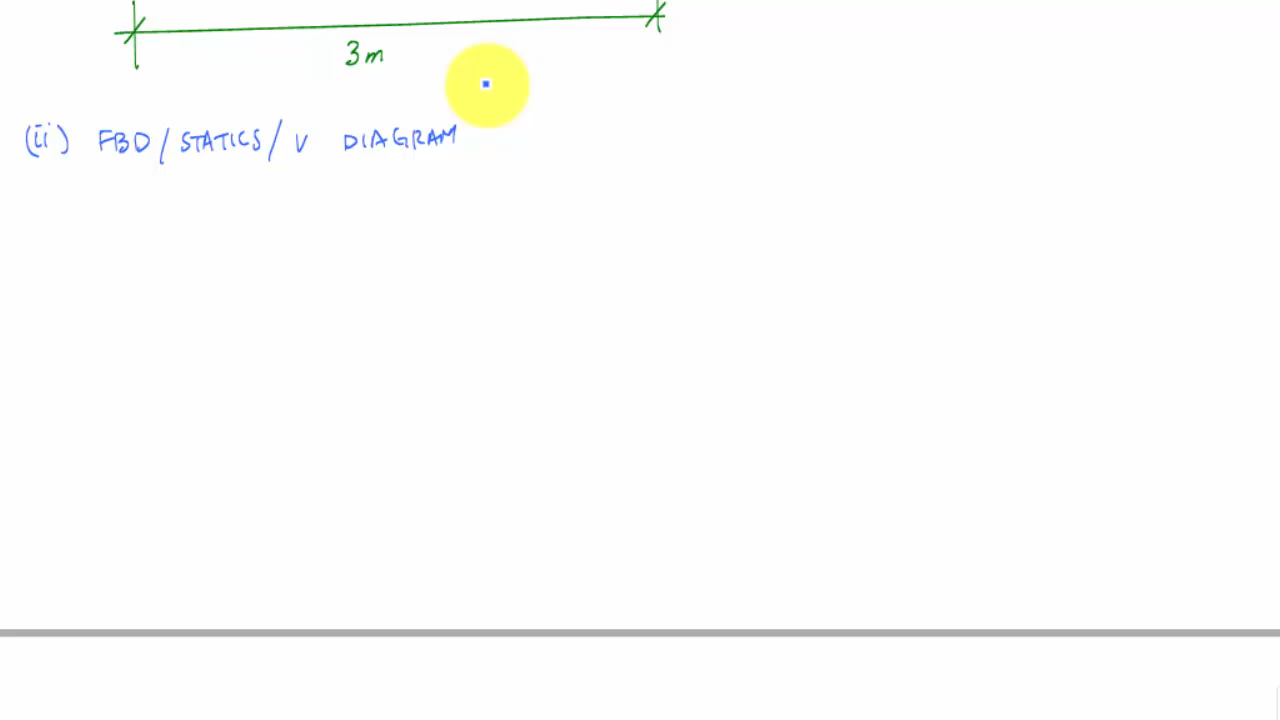 3m
(ii) FBD / STATICS / V DIAGRAM